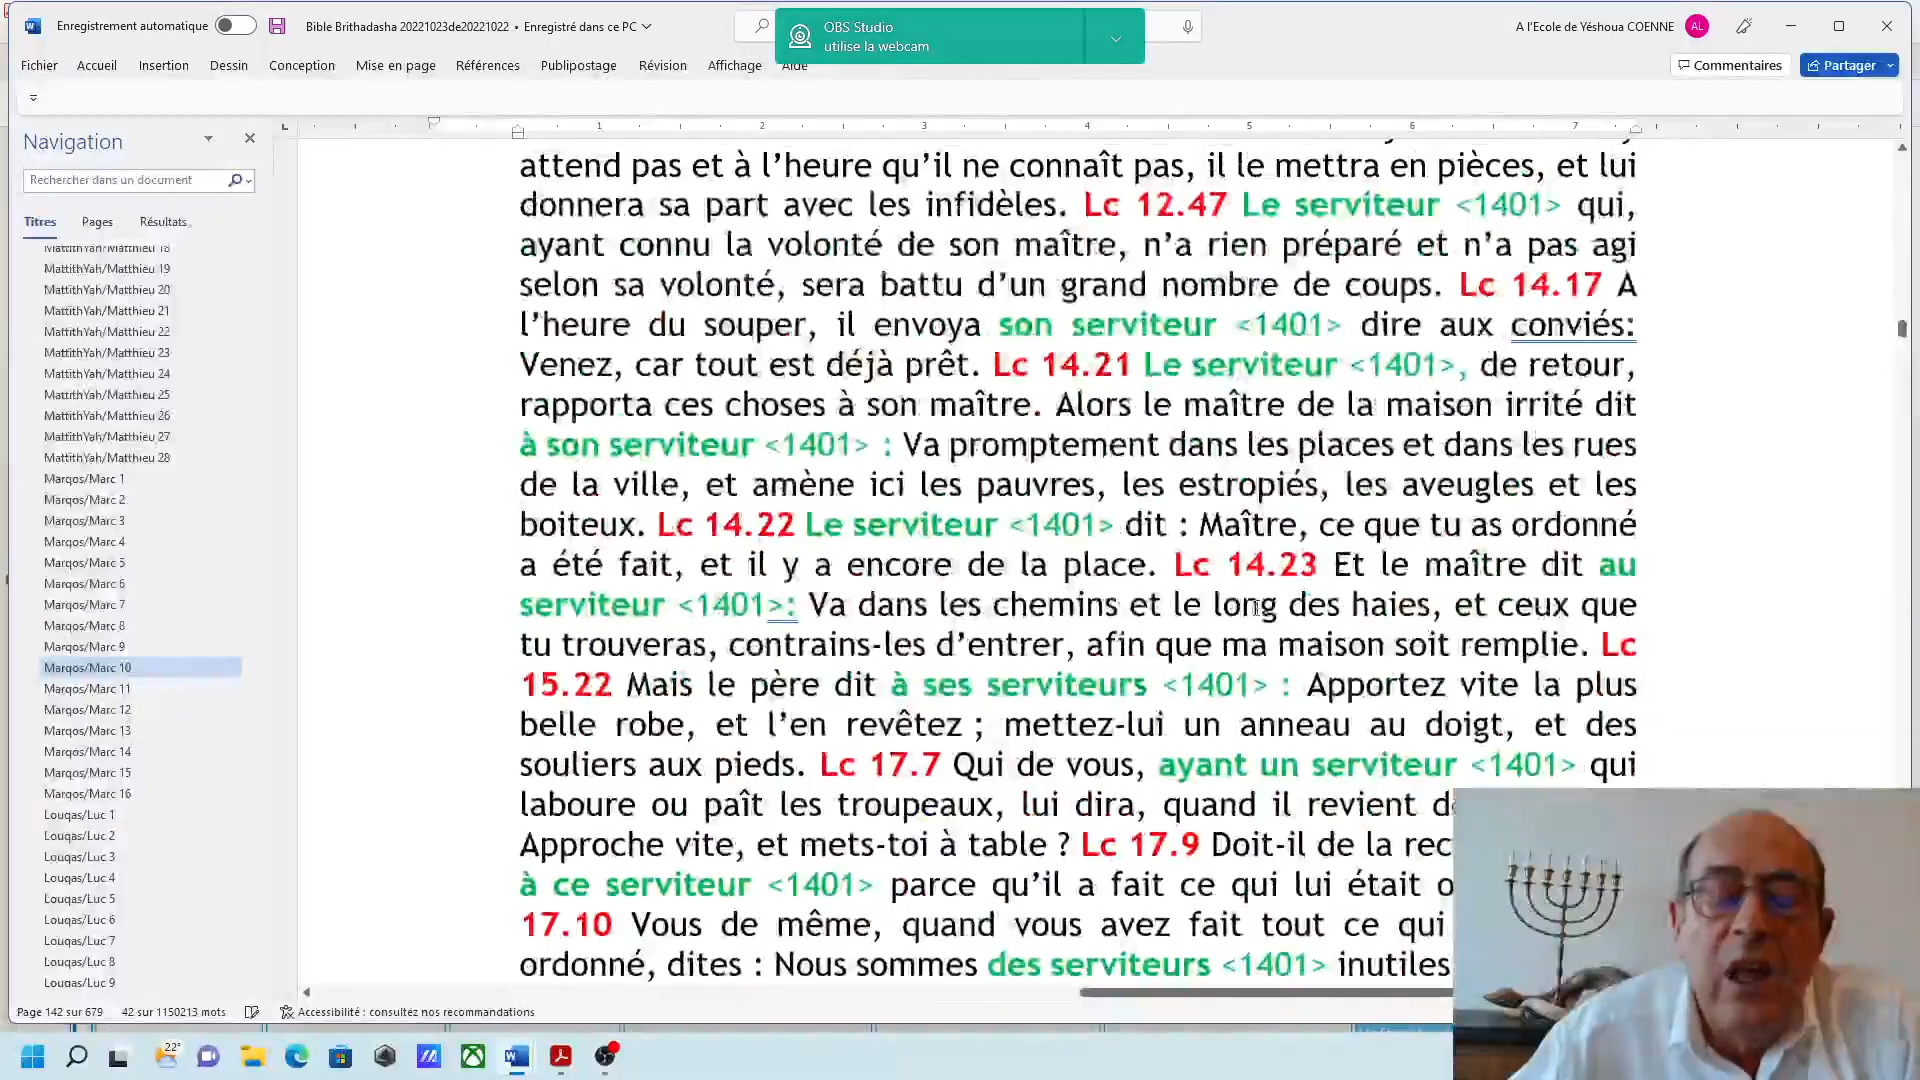 Enregistrement automatique
Bible Brithadasha 20221023de20221022 • Enregistré dans ce PC
OBS Studio
utilise la webcam
A l'Ecole de Yéshoua COENNE
AL
Fichier Accueil Insertion Dessin Conception Mise en page Références Publipostage Révision Affichage Aide
Commentaires
Partager
Navigation
Rechercher dans un document
Titres Pages Résultats
MattithYah/Matthieu 18
MattithYah/Matthieu 19
MattithYah/Matthieu 20
MattithYah/Matthieu 21
MattithYah/Matthieu 22
MattithYah/Matthieu 23
MattithYah/Matthieu 24
MattithYah/Matthieu 25
MattithYah/Matthieu 26
MattithYah/Matthieu 27
MattithYah/Matthieu 28
Marqos/Marc 1
Marqos/Marc 2
Marqos/Marc 3
Marqos/Marc 4
Marqos/Marc 5
Marqos/Marc 6
Marqos/Marc 7
Marqos/Marc 8
Marqos/Marc 9
Marqos/Marc 10
Marqos/Marc 11
Marqos/Marc 12
Marqos/Marc 13
Marqos/Marc 14
Marqos/Marc 15
Marqos/Marc 16
Louqas/Luc 1
Louqas/Luc 2
Louqas/Luc 3
Louqas/Luc 4
Louqas/Luc 5
Louqas/Luc 6
Louqas/Luc 7
Louqas/Luc 8
Louqas/Luc 9
1 2 3 4 5 6 7
attend pas et à l'heure qu'il ne connaît pas, il le mettra en pièces, et lui
donnera sa part avec les infidèles. Lc 12.47 Le serviteur <1401> qui,
ayant connu la volonté de son maître, n'a rien préparé et n'a pas agi
selon sa volonté, sera battu d'un grand nombre de coups. Lc 14.17 A
l'heure du souper, il envoya son serviteur <1401> dire aux conviés:
Venez, car tout est déjà prêt. Lc 14.21 Le serviteur <1401>, de retour,
rapporta ces choses à son maître. Alors le maître de la maison irrité dit
à son serviteur <1401> : Va promptement dans les places et dans les rues
de la ville, et amène ici les pauvres, les estropiés, les aveugles et les
boiteux. Lc 14.22 Le serviteur <1401> dit : Maître, ce que tu as ordonné
a été fait, et il y a encore de la place. Lc 14.23 Et le maître dit au
serviteur <1401>: Va dans les chemins et le long des haies, et ceux que
tu trouveras, contrains-les d'entrer, afin que ma maison soit remplie. Lc
15.22 Mais le père dit à ses serviteurs <1401> : Apportez vite la plus
belle robe, et l'en revêtez ; mettez-lui un anneau au doigt, et des
souliers aux pieds. Lc 17.7 Qui de vous, ayant un serviteur <1401> qui
laboure ou paît les troupeaux, lui dira, quand il revient d
Approche vite, et mets-toi à table ? Lc 17.9 Doit-il de la rec
à ce serviteur <1401> parce qu'il a fait ce qui lui était o
17.10 Vous de même, quand vous avez fait tout ce qui
ordonné, dites : Nous sommes des serviteurs <1401> inutiles
Page 142 sur 679 42 sur 1150213 mots Accessibilité : consultez nos recommandations
22°